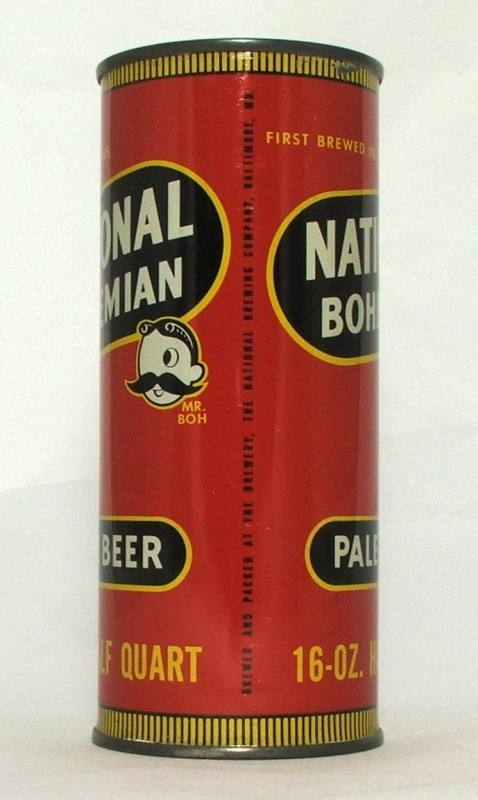 ONAL
EMIAN
MR.
BOH
BEER
LF QUART
BREWED AND PACKED AT THE BREWERY, THE NATIONAL BREWING COMPANY, BALTIMORE, MD.
FIRST BREWED IN
NATI
BOH
PALE
16-OZ. H